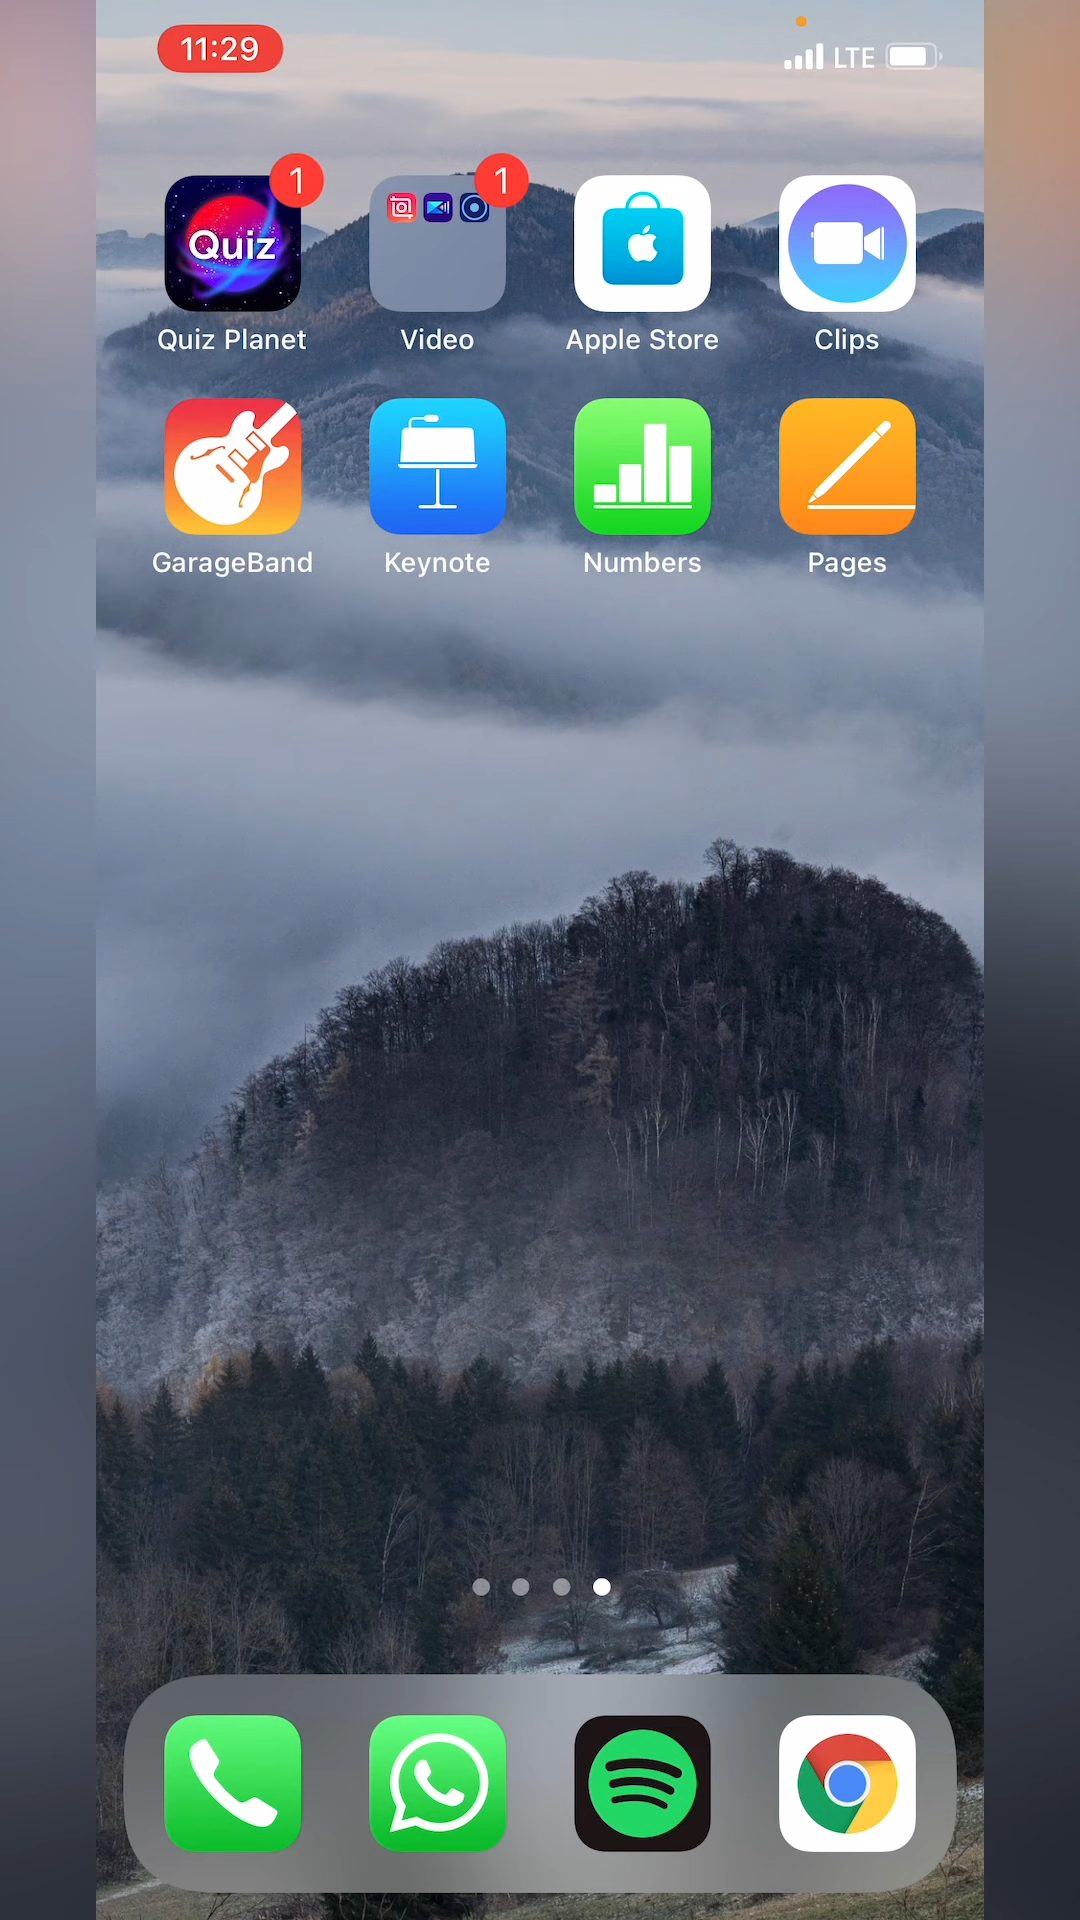 11:29
LTE
Quiz
1
1
Quiz Planet
Video
Apple Store
Clips
GarageBand
Keynote
Numbers
Pages